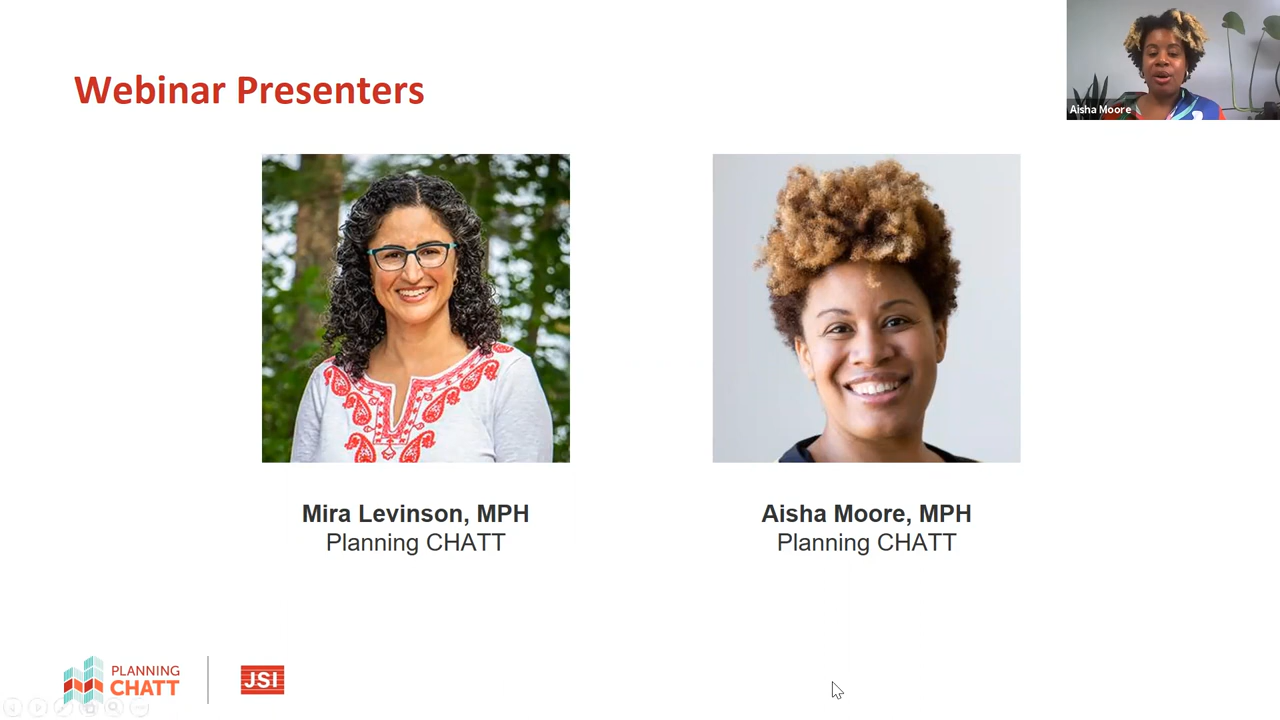 Webinar Presenters
Aisha Moore
Mira Levinson, MPH
Planning CHATT
Aisha Moore, MPH
Planning CHATT
PLANNING
CHATT
JSI